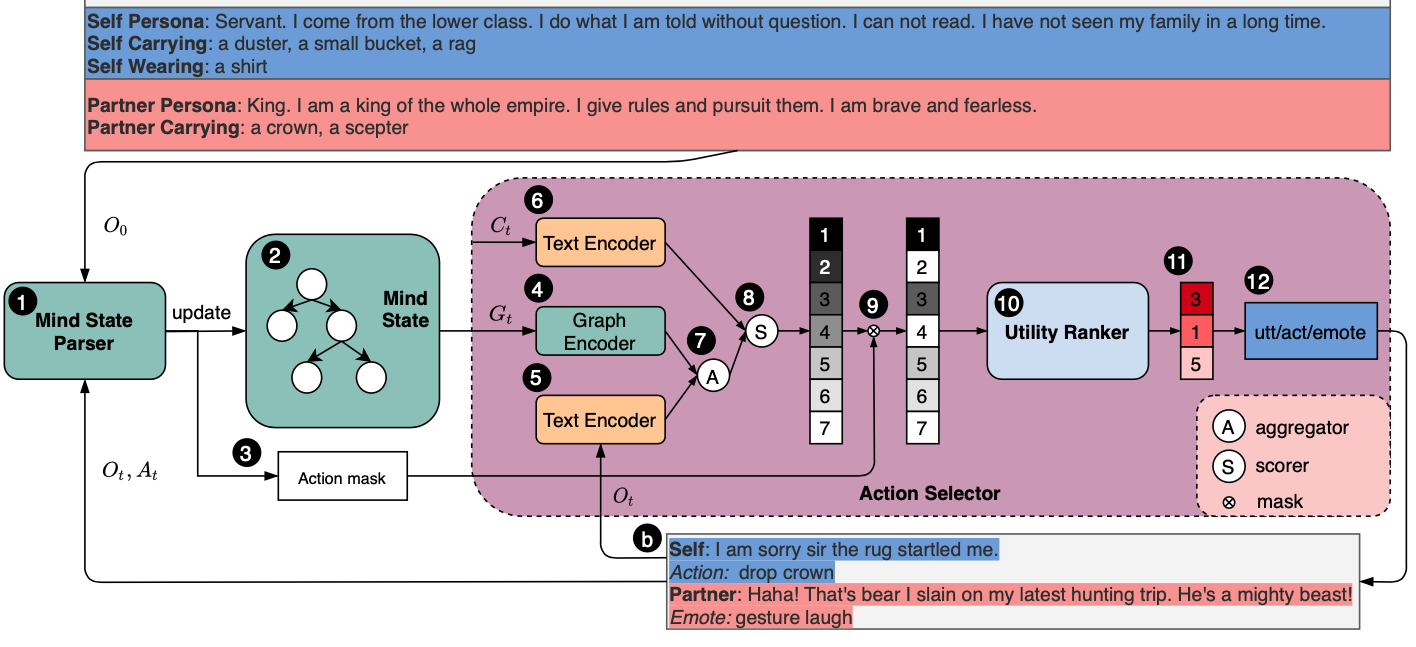 Self Persona: Servant. I come from the lower class. I do what I am told without question. I can not read. I have not seen my family in a long time.
Self Carrying: a duster, a small bucket, a rag
Self Wearing: a shirt
Partner Persona: King. I am a king of the whole empire. I give rules and pursuit them. I am brave and fearless.
Partner Carrying: a crown, a scepter
O0
1
Mind State
Parser
update
2
Mind
State
3
Action mask
Ot, At
6
Ct
Text Encoder
4
Gt
Graph
Encoder
5
Text Encoder
7
A
8
S
1
2
3
4
5
6
7
9
1
2
3
4
5
6
7
10
Utility Ranker
11
3
1
5
12
utt/act/emote
A aggregator
S scorer
⊗ mask
Action Selector
Ot
b
Self: I am sorry sir the rug startled me.
Action: drop crown
Partner: Haha! That's bear I slain on my latest hunting trip. He's a mighty beast!
Emote: gesture laugh